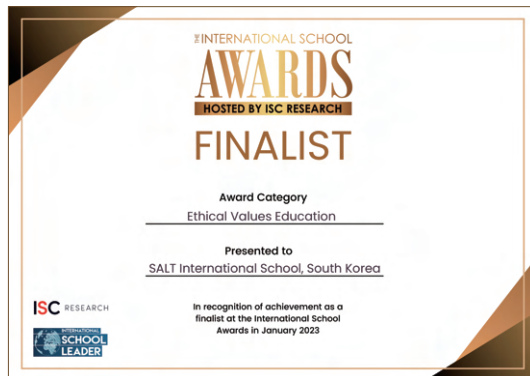 THE INTERNATIONAL SCHOOL
AWARDS
HOSTED BY ISC RESEARCH
FINALIST
Award Category
Ethical Values Education
Presented to
SALT International School, South Korea
In recognition of achievement as a
finalist at the International School
Awards in January 2023
ISC RESEARCH
INTERNATIONAL
SCHOOL
LEADER